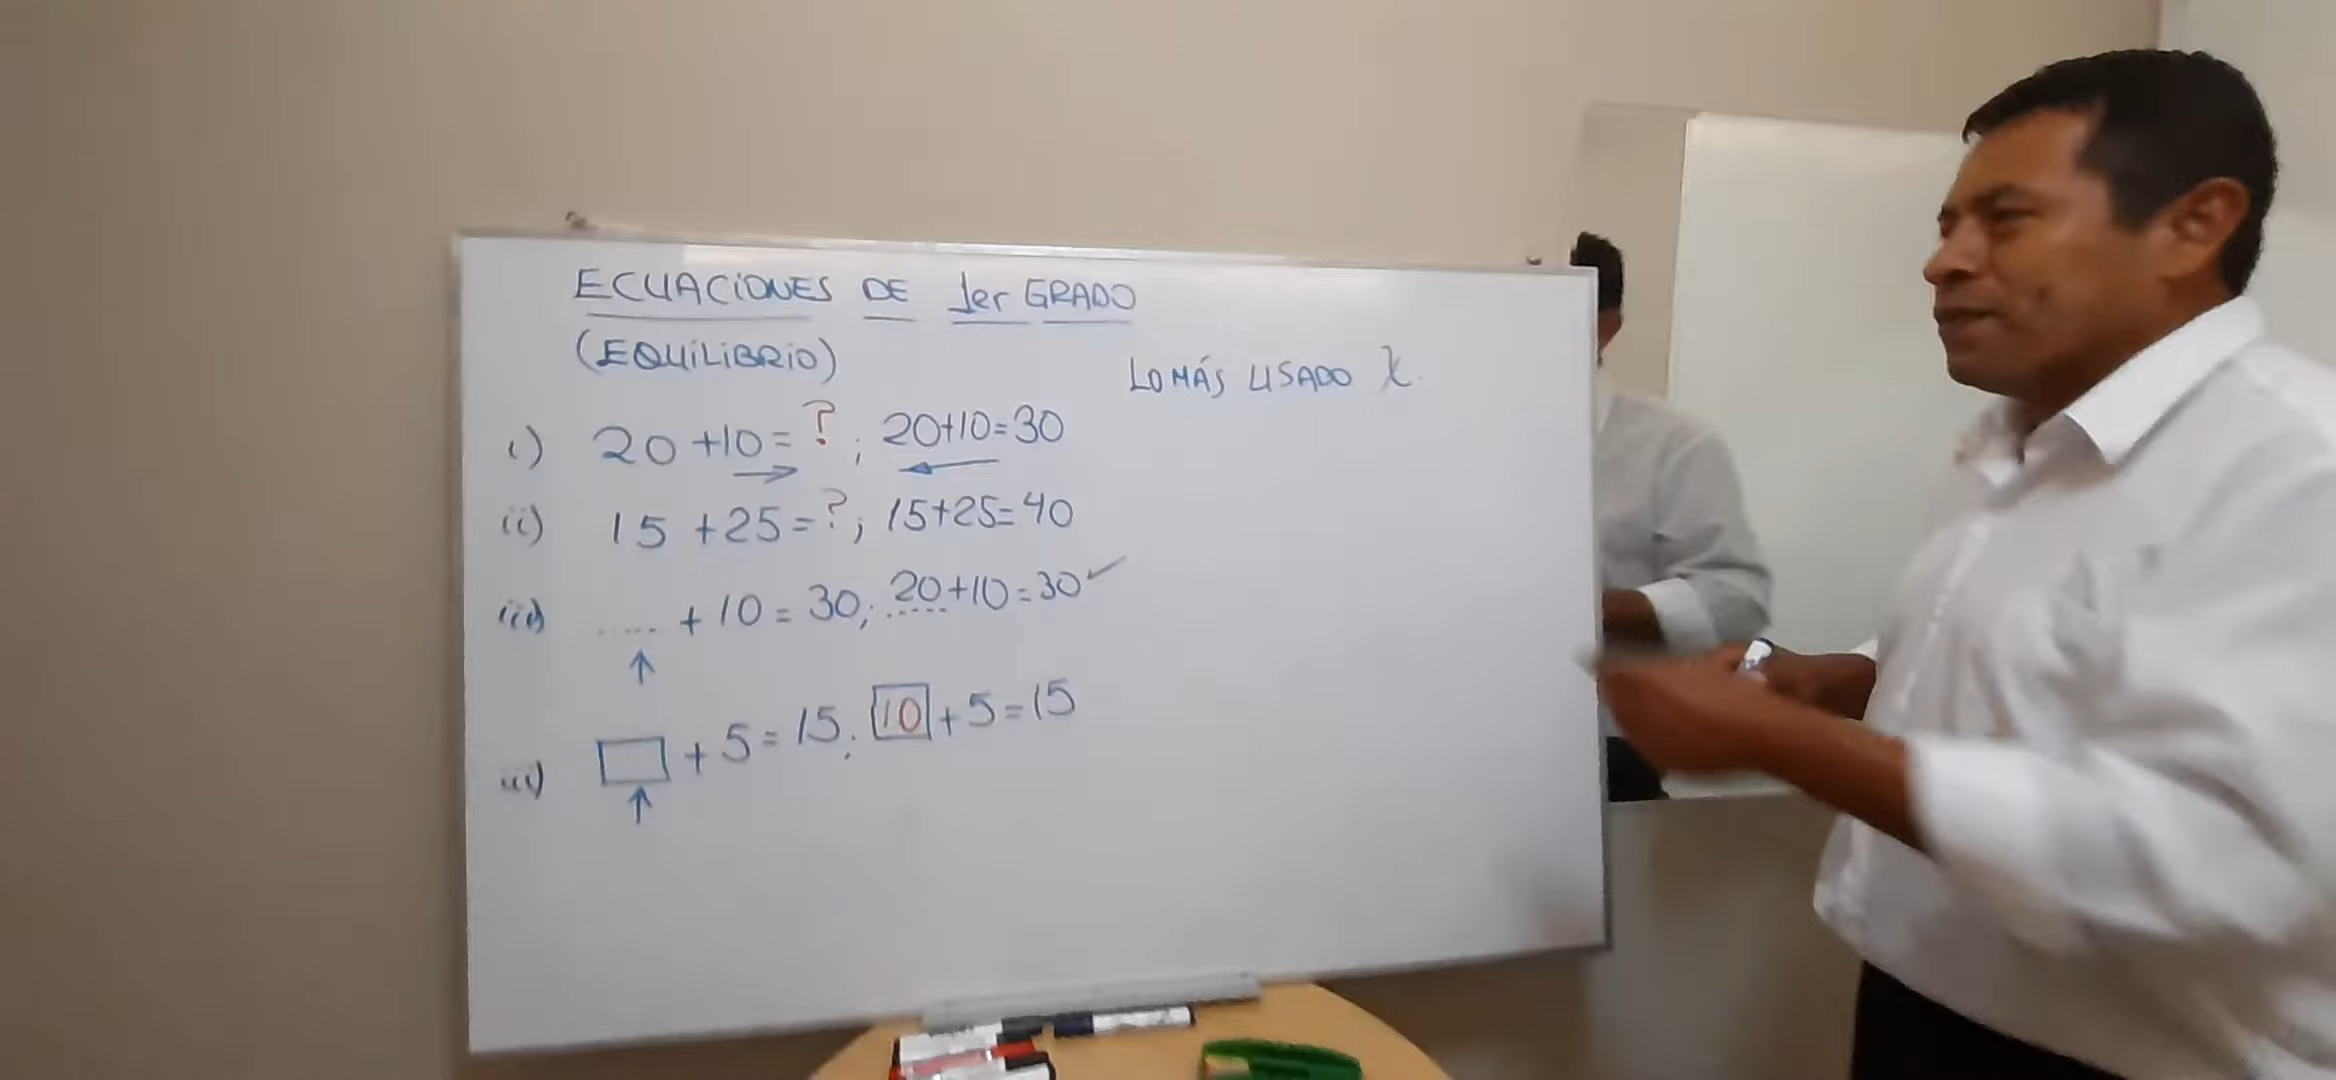 ECUACIONES DE 1er GRADO
(EQUILIBRIO)
LO MÁS USADO X.
i) 20 + 10 = ? ; 20+10=30
ii) 15 + 25 = ? ; 15+25=40
iii) ..... + 10 = 30 ; 20+10=30 ✓
↑
iii) □ + 5 = 15 ; 10 + 5 = 15
↑